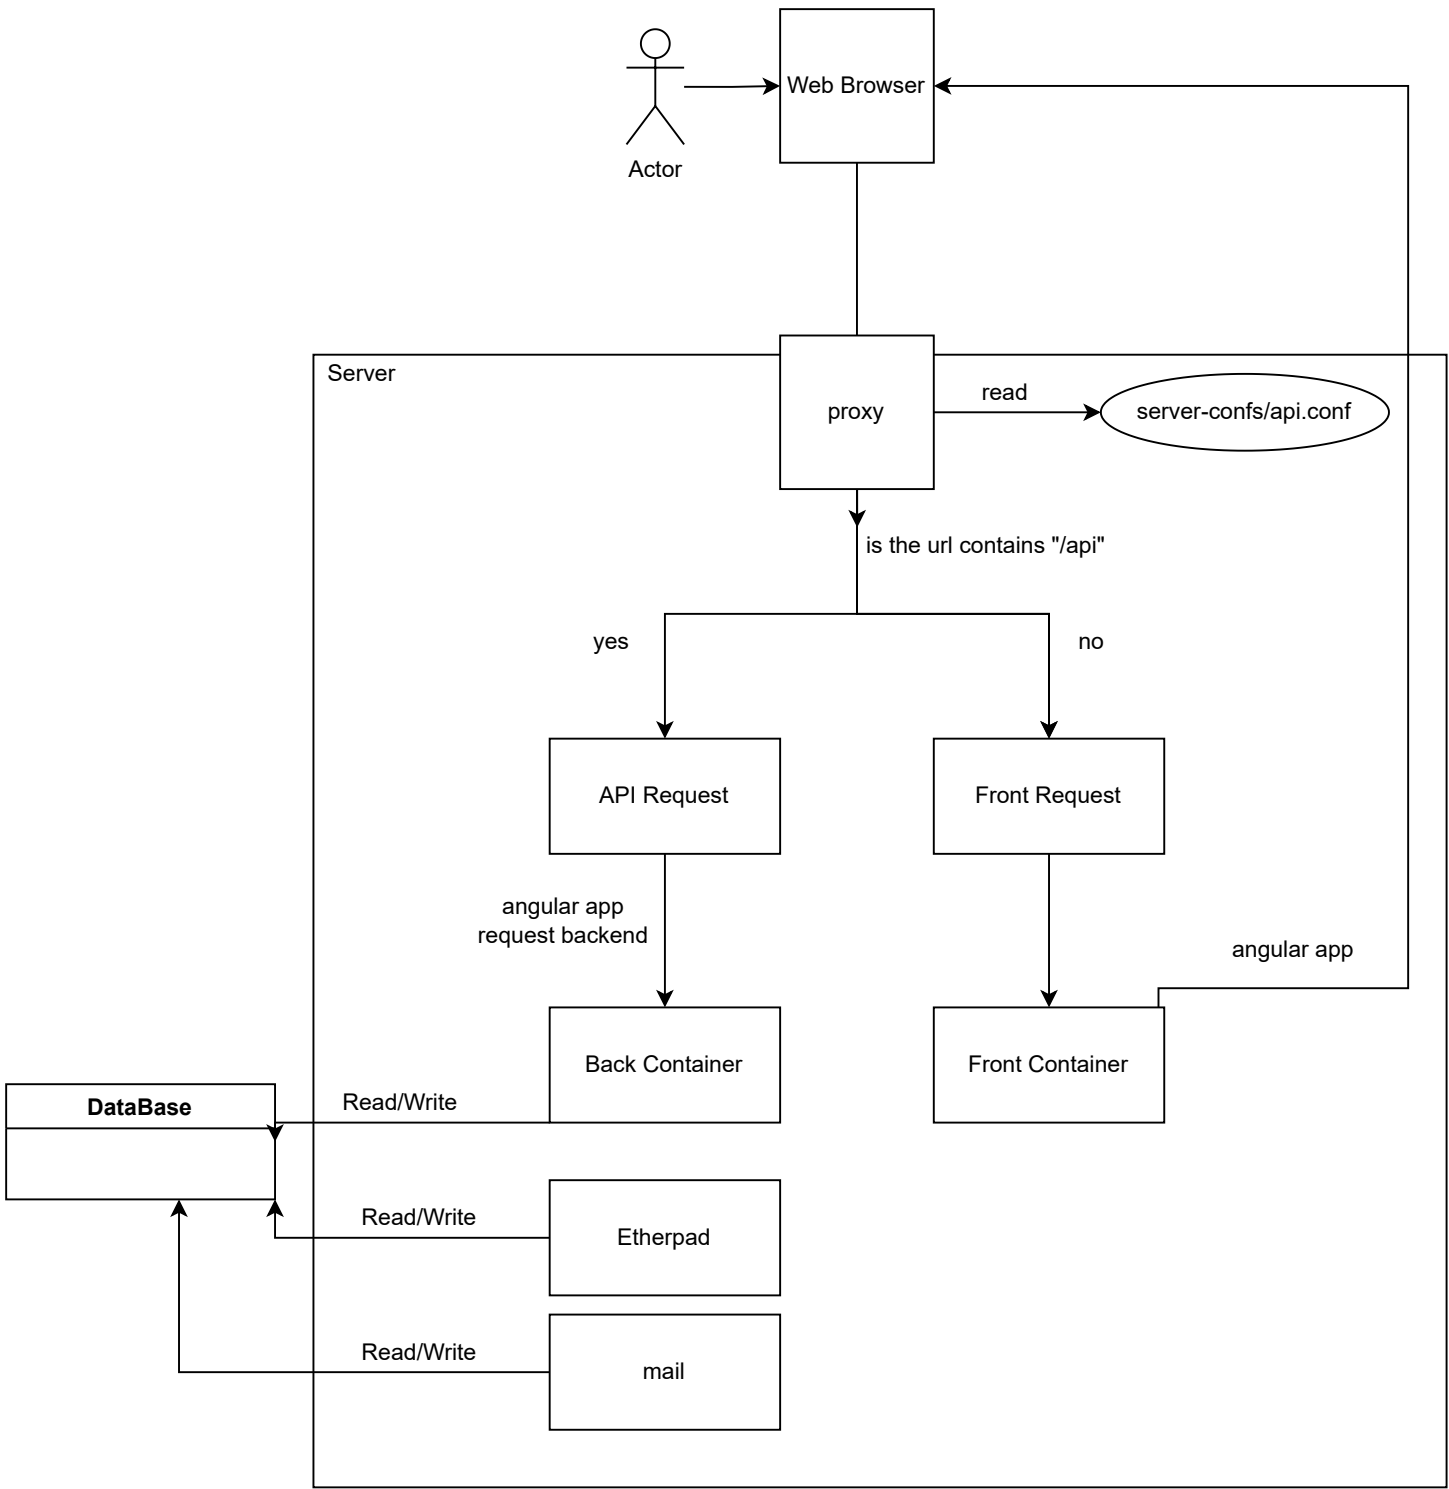 Web Browser
Actor
Server
proxy
read
server-confs/api.conf
is the url contains "/api"
yes
no
API Request
Front Request
angular app
request backend
angular app
Back Container
Front Container
DataBase
Read/Write
Read/Write
Etherpad
Read/Write
mail